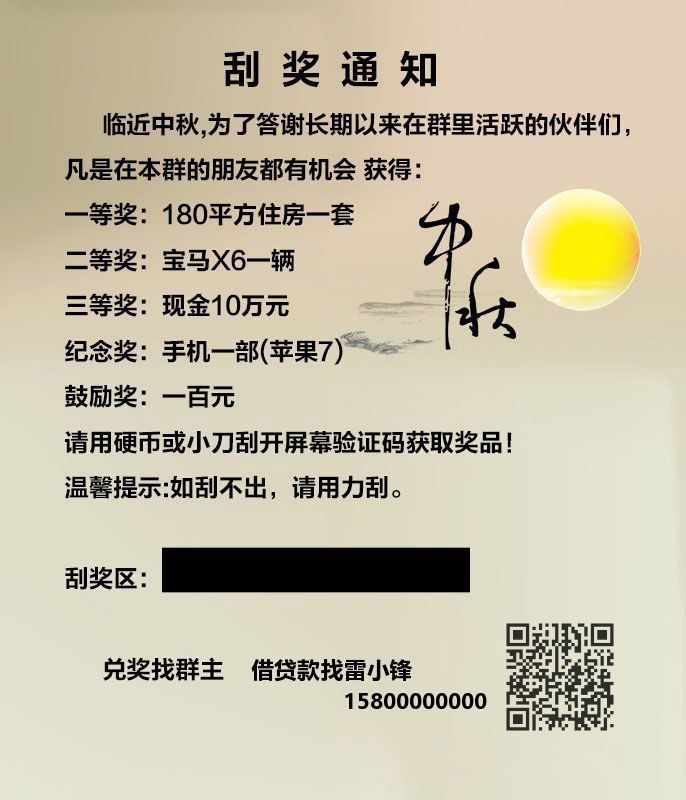 刮奖通知
临近中秋,为了答谢长期以来在群里活跃的伙伴们，
凡是在本群的朋友都有机会 获得：
一等奖：180平方住房一套
二等奖：宝马X6一辆
三等奖：现金10万元
纪念奖：手机一部(苹果7)
鼓励奖：一百元
中秋
请用硬币或小刀刮开屏幕验证码获取奖品！
温馨提示:如刮不出，请用力刮。
刮奖区：
兑奖找群主 借贷款找雷小锋
15800000000